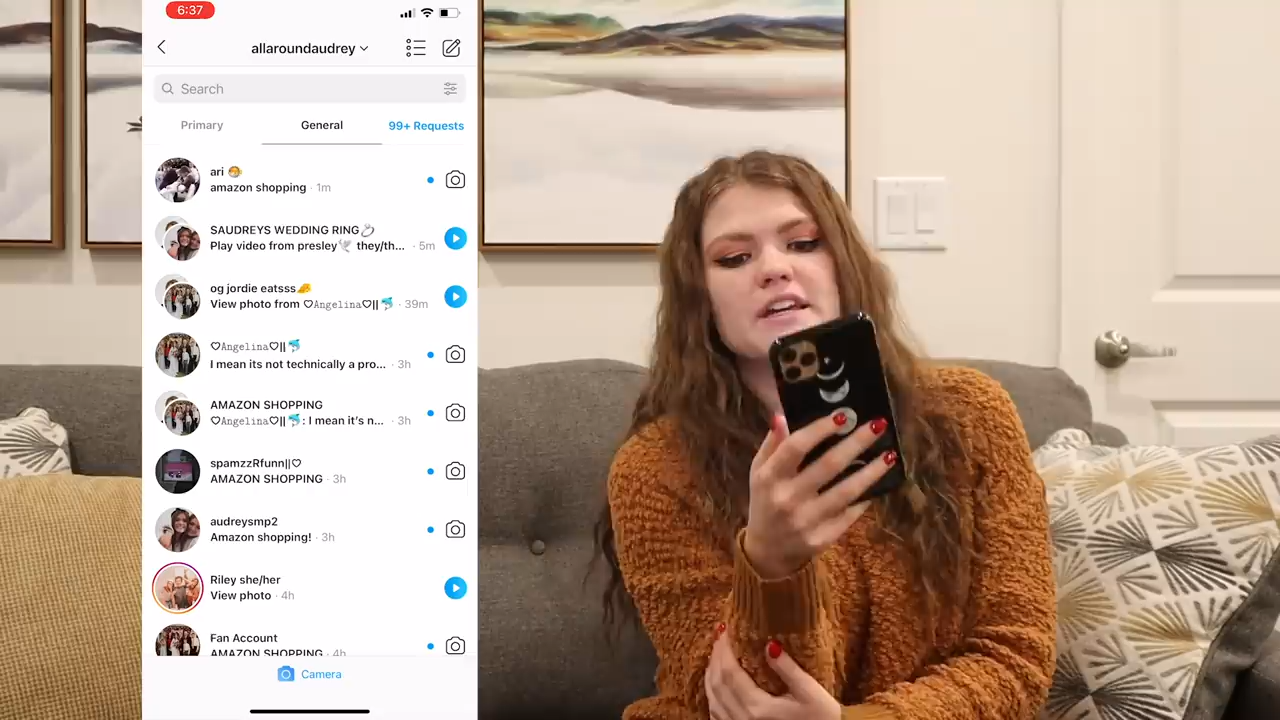 6:37
allaroundaudrey
Search
Primary General 99+ Requests
ari
amazon shopping · 1m
SAUDREYS WEDDING RING💍
Play video from presley🕊 they/th... · 5m
og jordie eatsss🧀
View photo from ♡Angelina♡||🐬 · 39m
♡Angelina♡||🐬
I mean its not technically a pro... · 3h
AMAZON SHOPPING
♡Angelina♡||🐬: I mean it's n... · 3h
spamzzRfunn||♡
AMAZON SHOPPING · 3h
audreysmp2
Amazon shopping! · 3h
Riley she/her
View photo · 4h
Fan Account
AMAZON SHOPPING · 4h
Camera